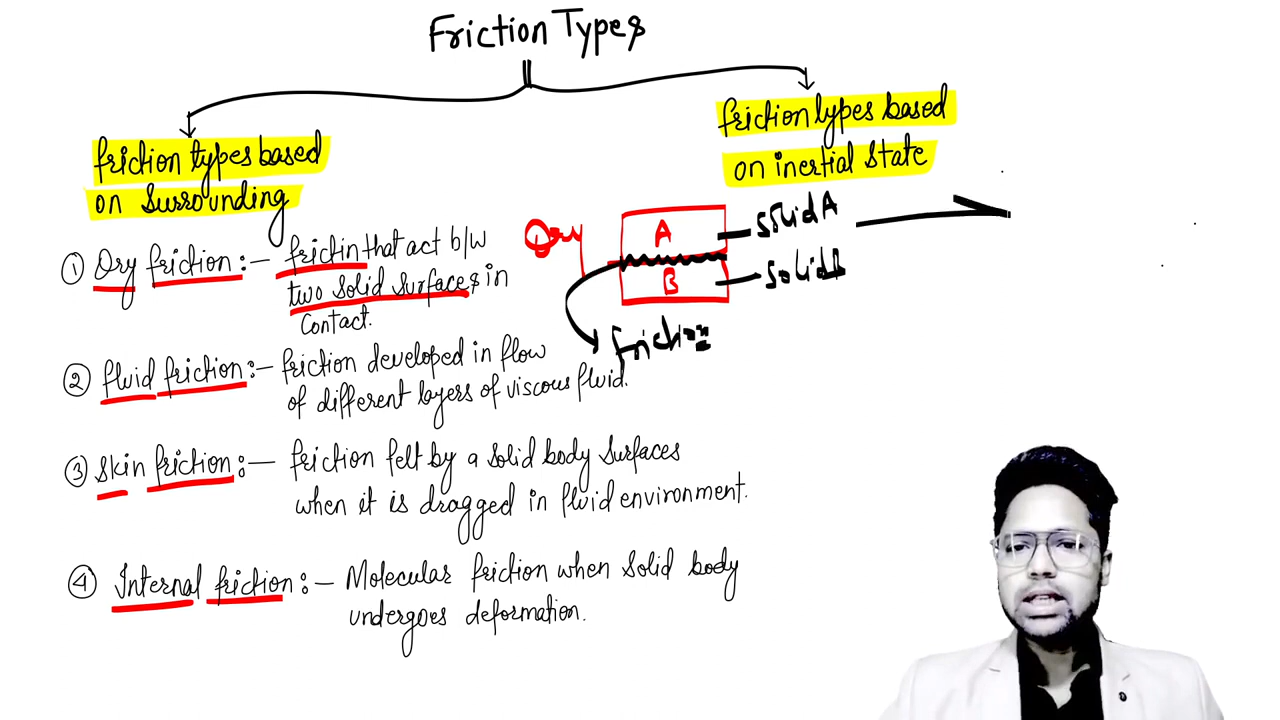 Friction Types
friction types based
on Surrounding
friction types based
on inertial State
① Dry friction :- frictin that act b/w
two solid surfaces in
Contact.
Dry
A
B
solid A
solid B
friction
② fluid friction :- friction developed in flow
of different layers of viscous fluid.
③ Skin friction :- friction felt by a solid body surfaces
when it is dragged in fluid environment.
④ Internal friction :- Molecular friction when solid body
undergoes deformation.